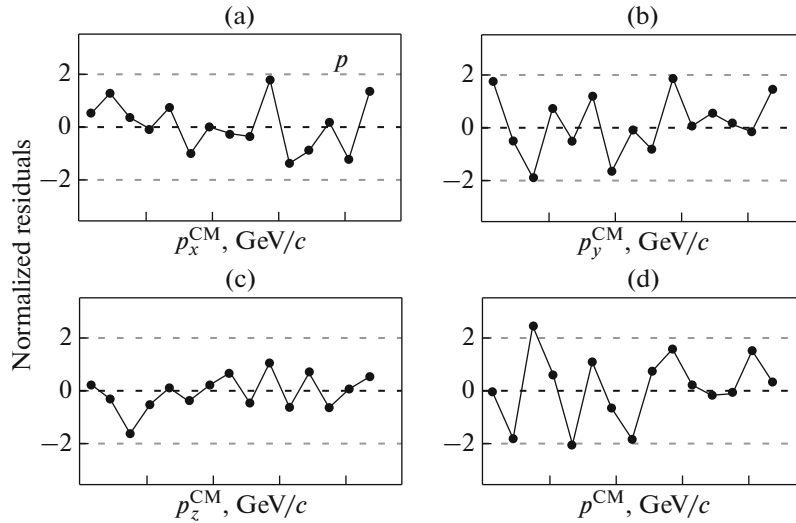 (a)
(b)
Normalized residuals
2
0
−2
p
2
0
−2
p_x^CM, GeV/c
p_y^CM, GeV/c
(c)
(d)
2
0
−2
2
0
−2
p_z^CM, GeV/c
p^CM, GeV/c